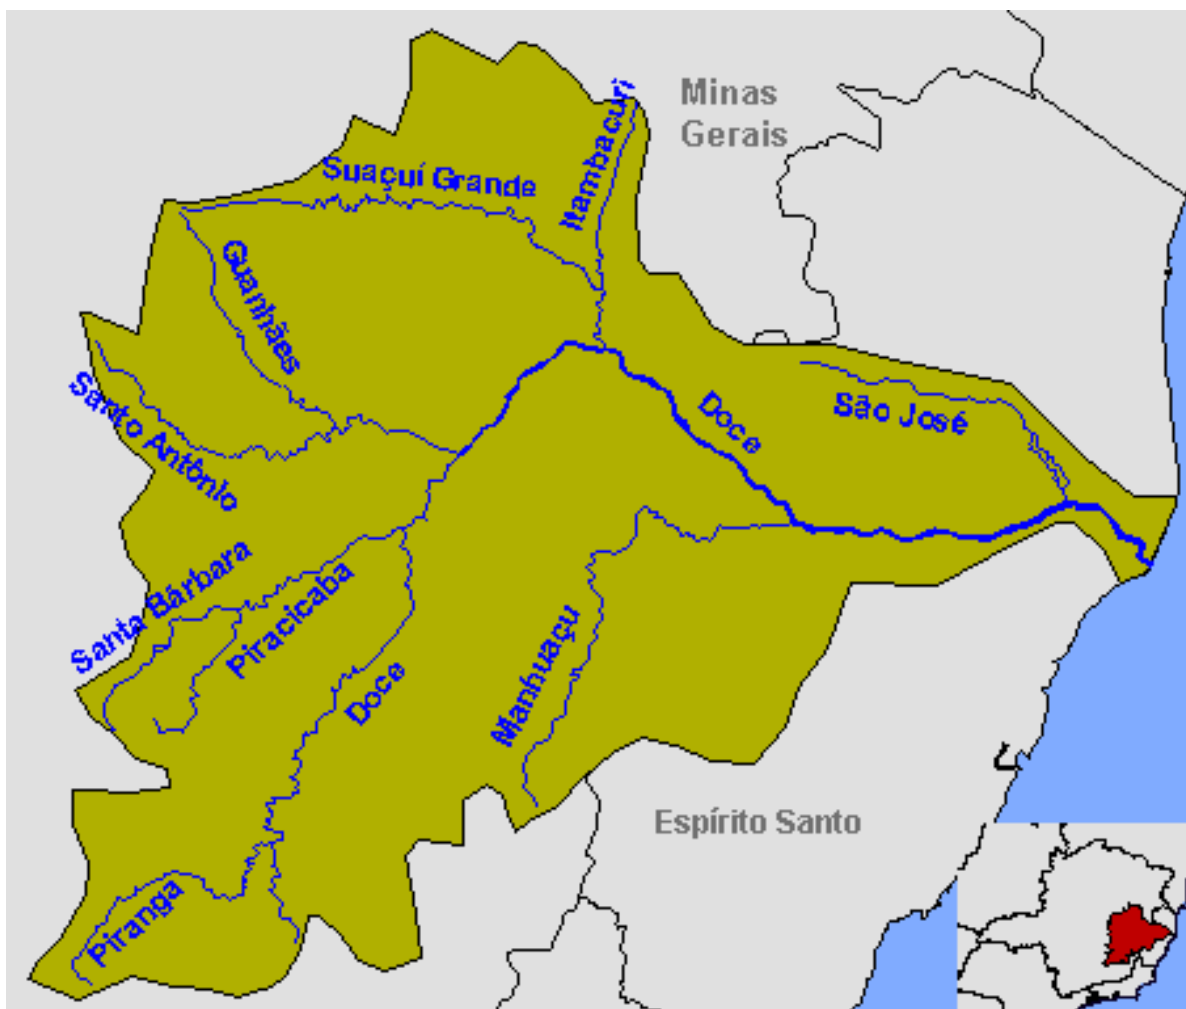 Minas
Gerais
Itambacuri
Suaçuí Grande
Guanhães
Santo Antônio
Doce
São José
Santa Bárbara
Piracicaba
Doce
Manhuaçu
Espírito Santo
Piranga